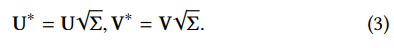 U* = U√Σ, V* = V√Σ. (3)